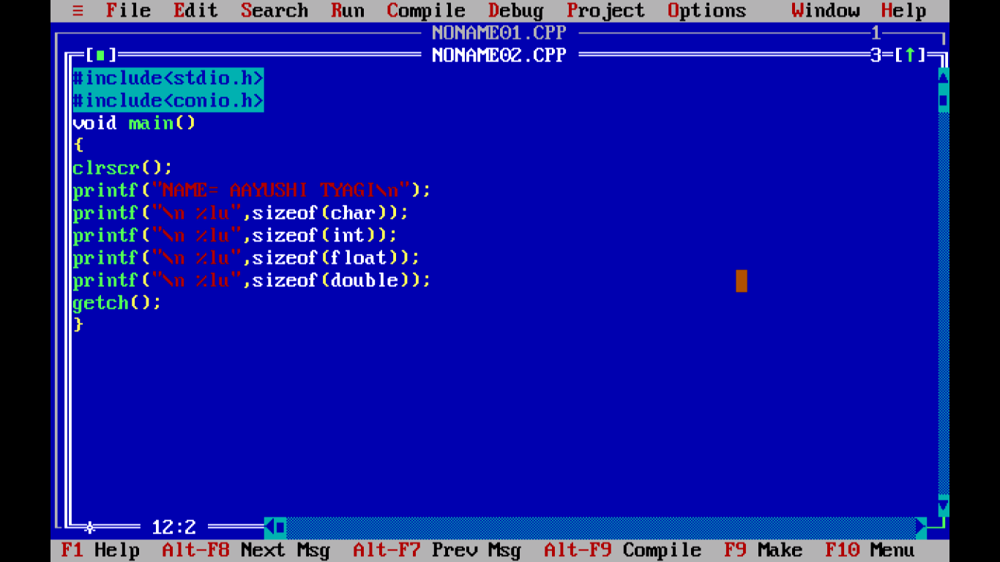 ≡ File Edit Search Run Compile Debug Project Options Window Help
NONAME01.CPP 1
[■] NONAME02.CPP 3=[↑]
#include<stdio.h>
#include<conio.h>
void main()
{
clrscr();
printf("NAME= AAYUSHI TYAGI\n");
printf("\n %lu",sizeof(char));
printf("\n %lu",sizeof(int));
printf("\n %lu",sizeof(float));
printf("\n %lu",sizeof(double));
getch();
}
12:2
F1 Help Alt-F8 Next Msg Alt-F7 Prev Msg Alt-F9 Compile F9 Make F10 Menu